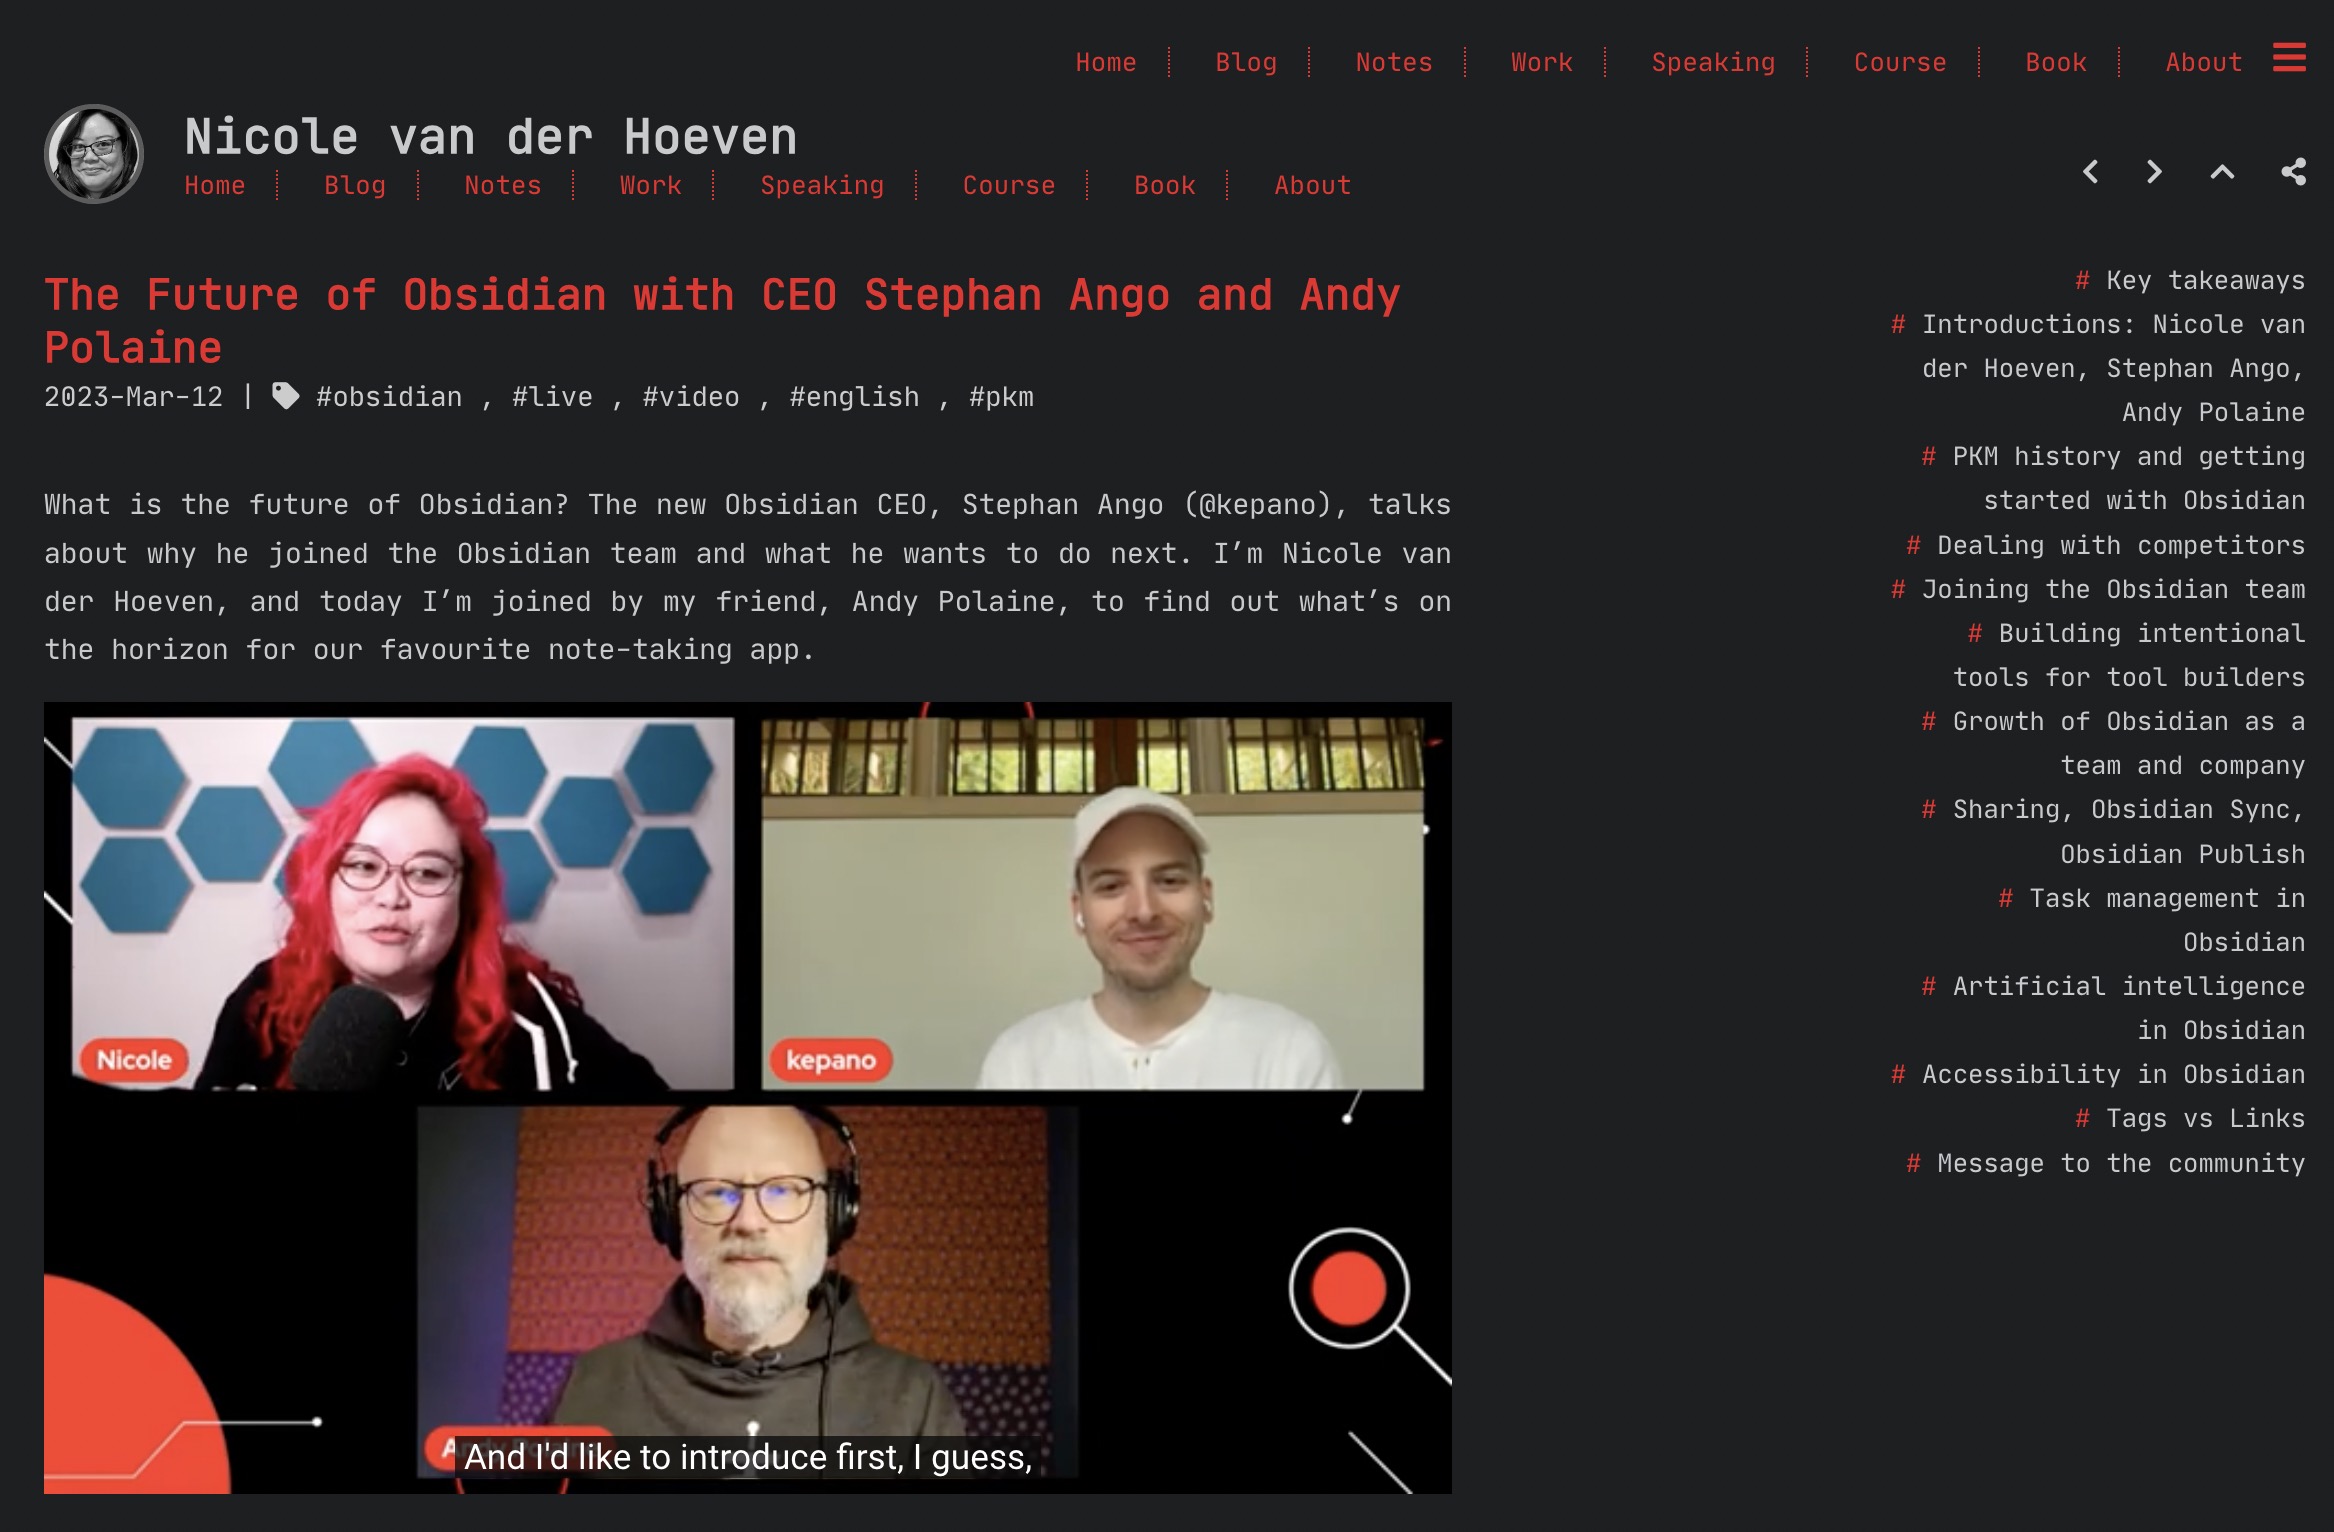 Home Blog Notes Work Speaking Course Book About
Nicole van der Hoeven
Home Blog Notes Work Speaking Course Book About
The Future of Obsidian with CEO Stephan Ango and Andy
Polaine
2023-Mar-12 | #obsidian , #live , #video , #english , #pkm
What is the future of Obsidian? The new Obsidian CEO, Stephan Ango (@kepano), talks
about why he joined the Obsidian team and what he wants to do next. I’m Nicole van
der Hoeven, and today I’m joined by my friend, Andy Polaine, to find out what’s on
the horizon for our favourite note-taking app.
Nicole
kepano
And I'd like to introduce first, I guess,
# Key takeaways
# Introductions: Nicole van
der Hoeven, Stephan Ango,
Andy Polaine
# PKM history and getting
started with Obsidian
# Dealing with competitors
# Joining the Obsidian team
# Building intentional
tools for tool builders
# Growth of Obsidian as a
team and company
# Sharing, Obsidian Sync,
Obsidian Publish
# Task management in
Obsidian
# Artificial intelligence
in Obsidian
# Accessibility in Obsidian
# Tags vs Links
# Message to the community